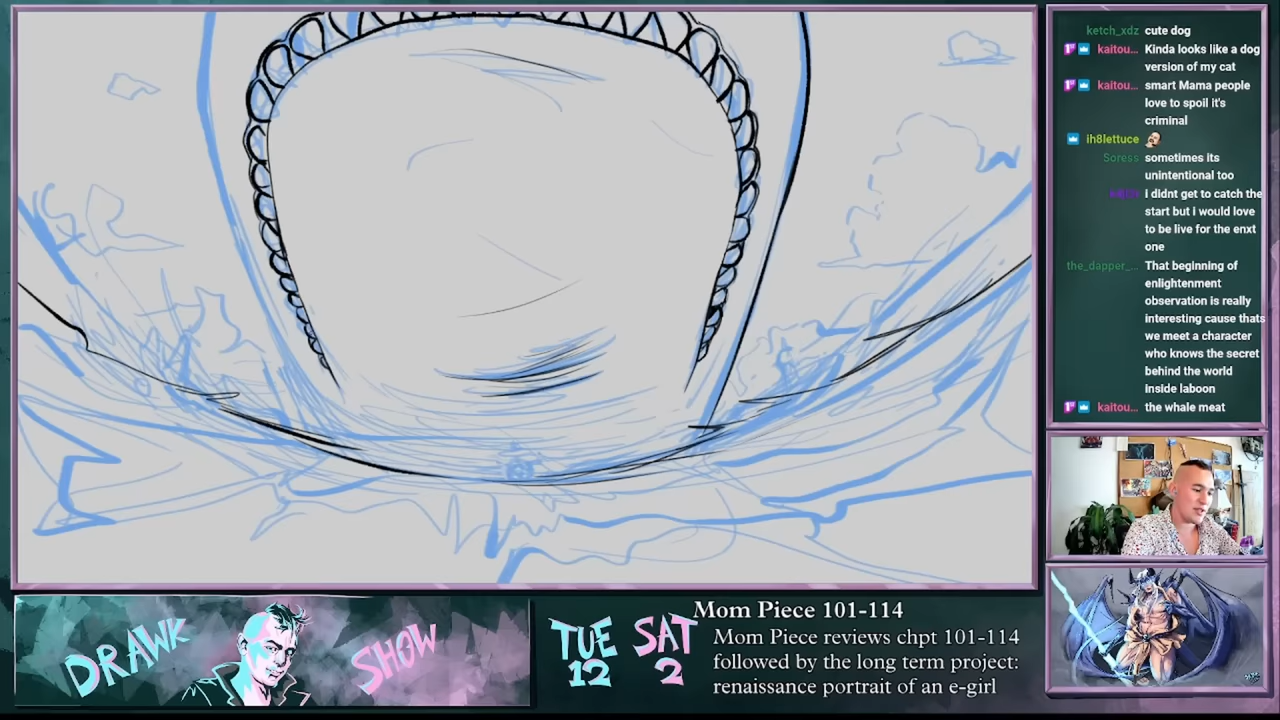 ketch_xdz cute dog
kaitou... Kinda looks like a dog
version of my cat
kaitou... smart Mama people
love to spoil it's
criminal
ih8lettuce
Soress sometimes its
unintentional too
i didnt get to catch the
start but i would love
to be live for the enxt
one
the_dapper_... That beginning of
enlightenment
observation is really
interesting cause thats
we meet a character
who knows the secret
behind the world
inside laboon
kaitou... the whale meat
DRAWK
SHOW
TUE
12
SAT
2
Mom Piece 101-114
Mom Piece reviews chpt 101-114
followed by the long term project:
renaissance portrait of an e-girl